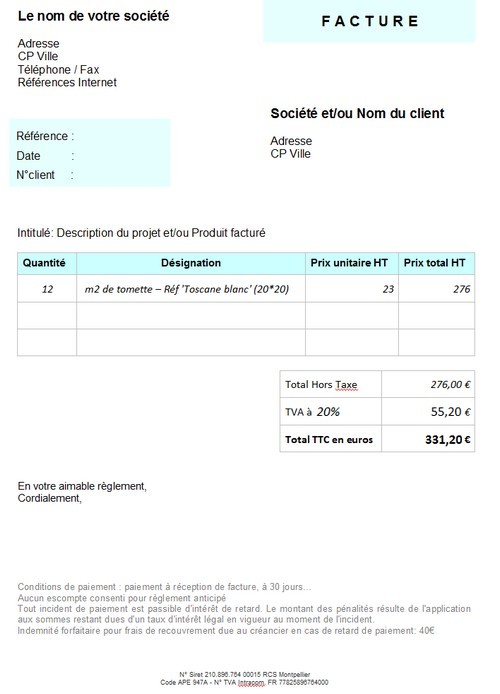 Le nom de votre société
FACTURE
Adresse
CP Ville
Téléphone / Fax
Références Internet
Société et/ou Nom du client
Adresse
CP Ville
Référence :
Date :
N°client :
Intitulé: Description du projet et/ou Produit facturé
Quantité Désignation Prix unitaire HT Prix total HT
12 m2 de tomette – Réf 'Toscane blanc' (20*20) 23 276
Total Hors Taxe 276,00 €
TVA à 20% 55,20 €
Total TTC en euros 331,20 €
En votre aimable règlement,
Cordialement,
Conditions de paiement : paiement à réception de facture, à 30 jours...
Aucun escompte consenti pour règlement anticipé
Tout incident de paiement est passible d'intérêt de retard. Le montant des pénalités résulte de l'application
aux sommes restant dues d'un taux d'intérêt légal en vigueur au moment de l'incident.
Indemnité forfaitaire pour frais de recouvrement due au créancier en cas de retard de paiement: 40€
N° Siret 210.896.764 00015 RCS Montpellier
Code APE 947A - N° TVA Intracom. FR 77825896764000